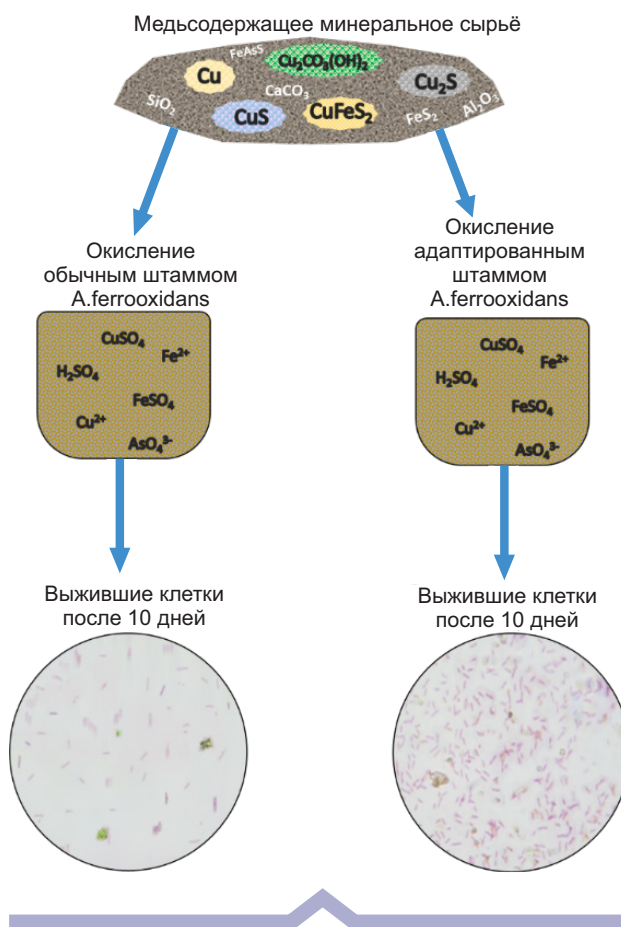 Медьсодержащее минеральное сырьё
FeAsS
Cu
Cu₂CO₃(OH)₂
Cu₂S
SiO₂
CaCO₃
CuS
CuFeS₂
FeS₂
Al₂O₃
Окисление
обычным штаммом
A.ferrooxidans
CuSO₄
Fe²⁺
H₂SO₄
FeSO₄
Cu²⁺
AsO₄³⁻
Выжившие клетки
после 10 дней
Окисление
адаптированным
штаммом
A.ferrooxidans
CuSO₄
Fe²⁺
H₂SO₄
FeSO₄
Cu²⁺
AsO₄³⁻
Выжившие клетки
после 10 дней